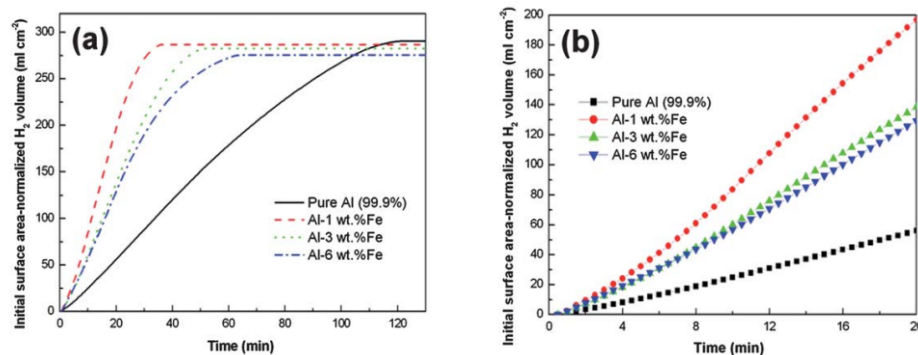 (a)
Initial surface area-normalized H₂ volume (ml cm⁻²)
300
250
200
150
100
50
0
Pure Al (99.9%)
Al-1 wt.%Fe
Al-3 wt.%Fe
Al-6 wt.%Fe
0 20 40 60 80 100 120
Time (min)
(b)
Initial surface area-normalized H₂ volume (ml cm⁻²)
200
180
160
140
120
100
80
60
40
20
0
Pure Al (99.9%)
Al-1 wt.%Fe
Al-3 wt.%Fe
Al-6 wt.%Fe
0 4 8 12 16 20
Time (min)